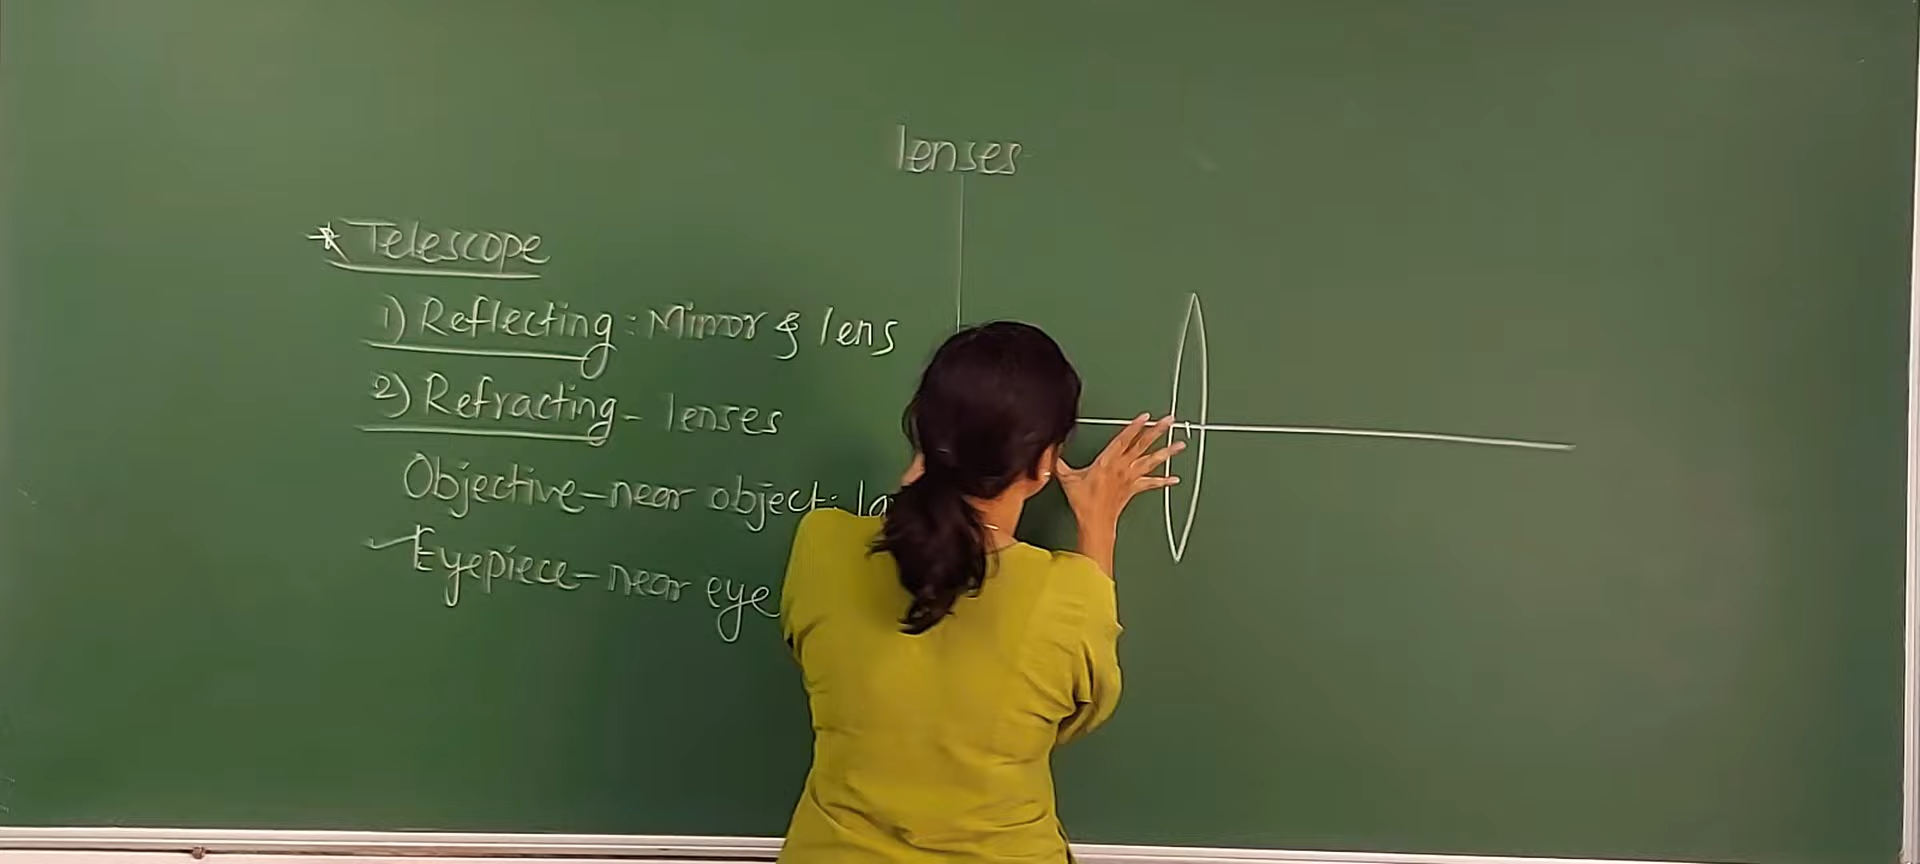 lenses
* Telescope
1) Reflecting: Mirror & lens
2) Refracting - lenses
Objective - near object:
Eyepiece - near eye